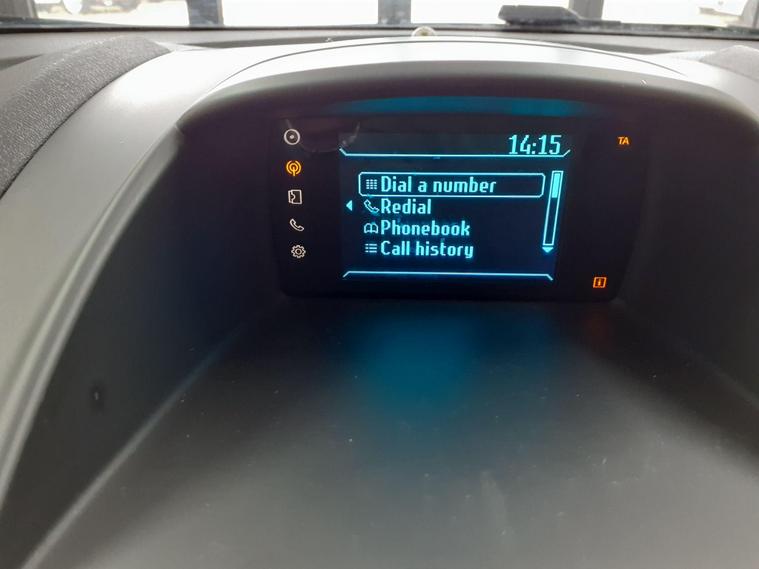 14:15
TA
Dial a number
Redial
Phonebook
Call history